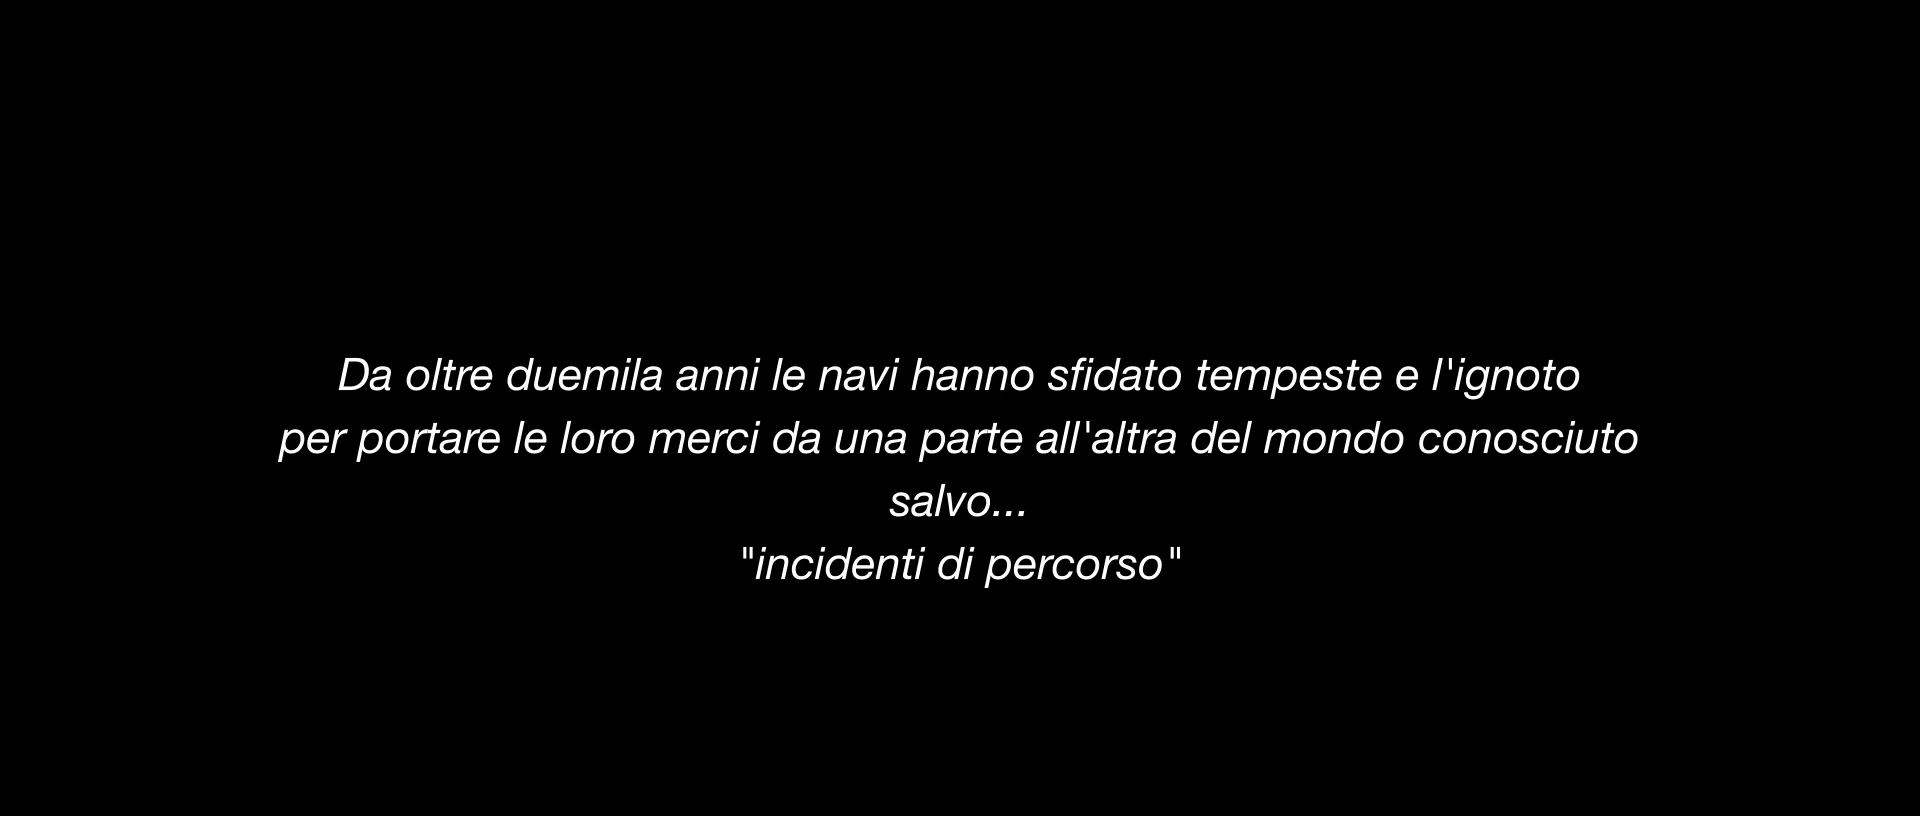 Da oltre duemila anni le navi hanno sfidato tempeste e l'ignoto
per portare le loro merci da una parte all'altra del mondo conosciuto
salvo...
"incidenti di percorso"